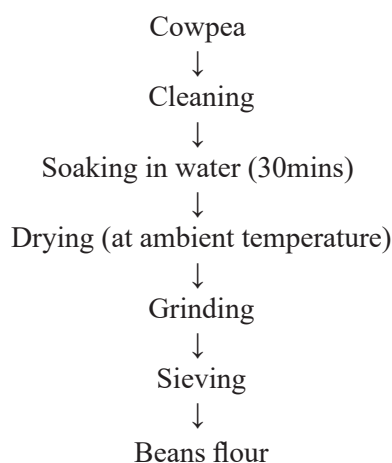 Cowpea
↓
Cleaning
↓
Soaking in water (30mins)
↓
Drying (at ambient temperature)
↓
Grinding
↓
Sieving
↓
Beans flour